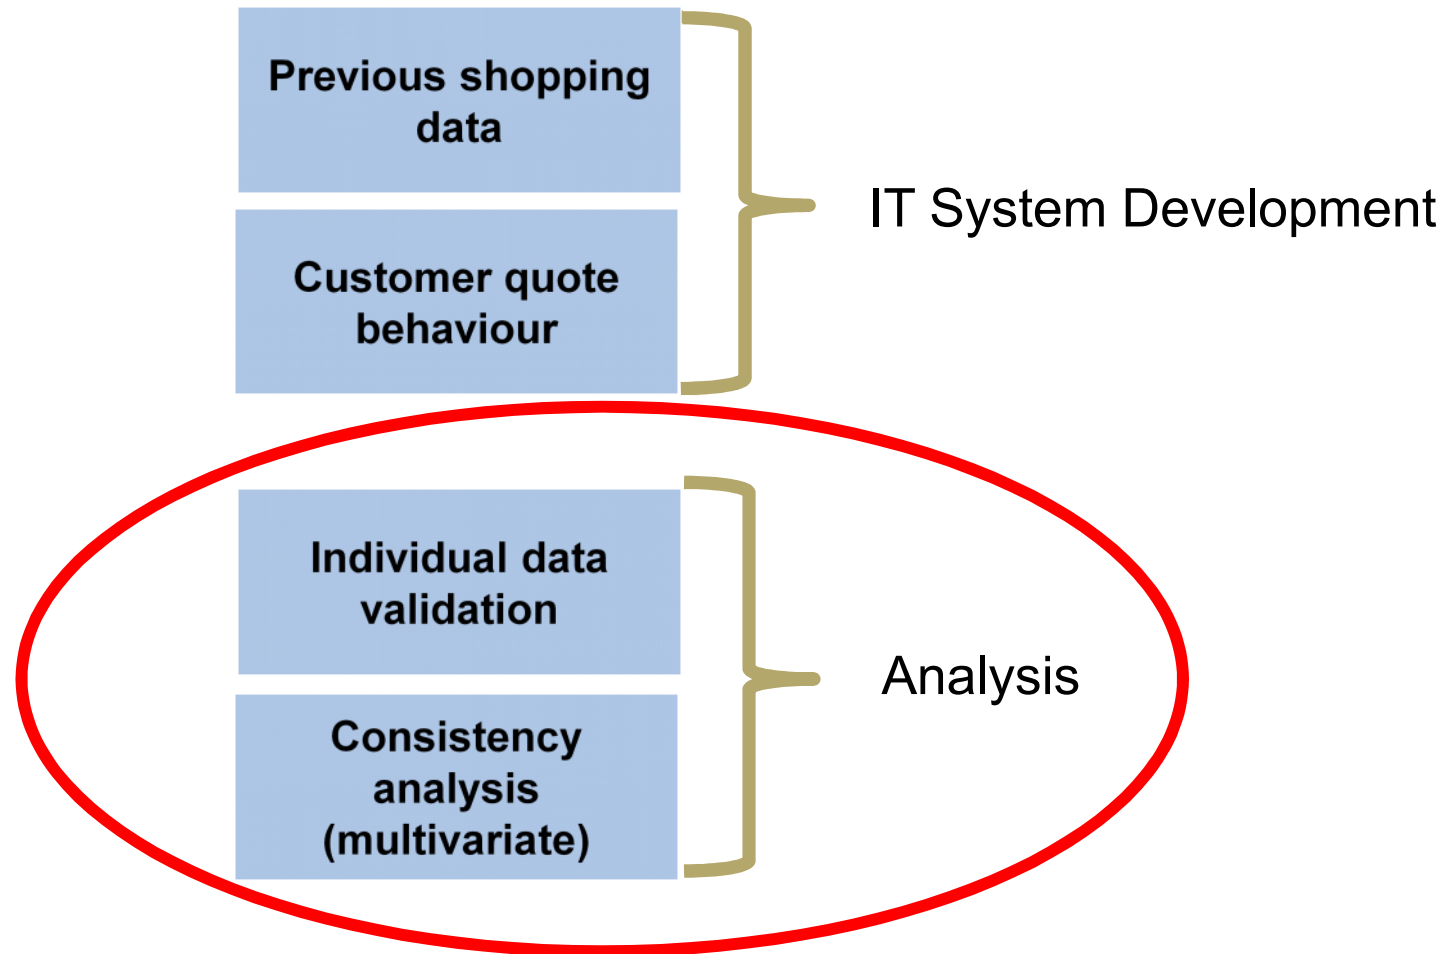 Previous shopping
data
IT System Development
Customer quote
behaviour
Individual data
validation
Analysis
Consistency
analysis
(multivariate)